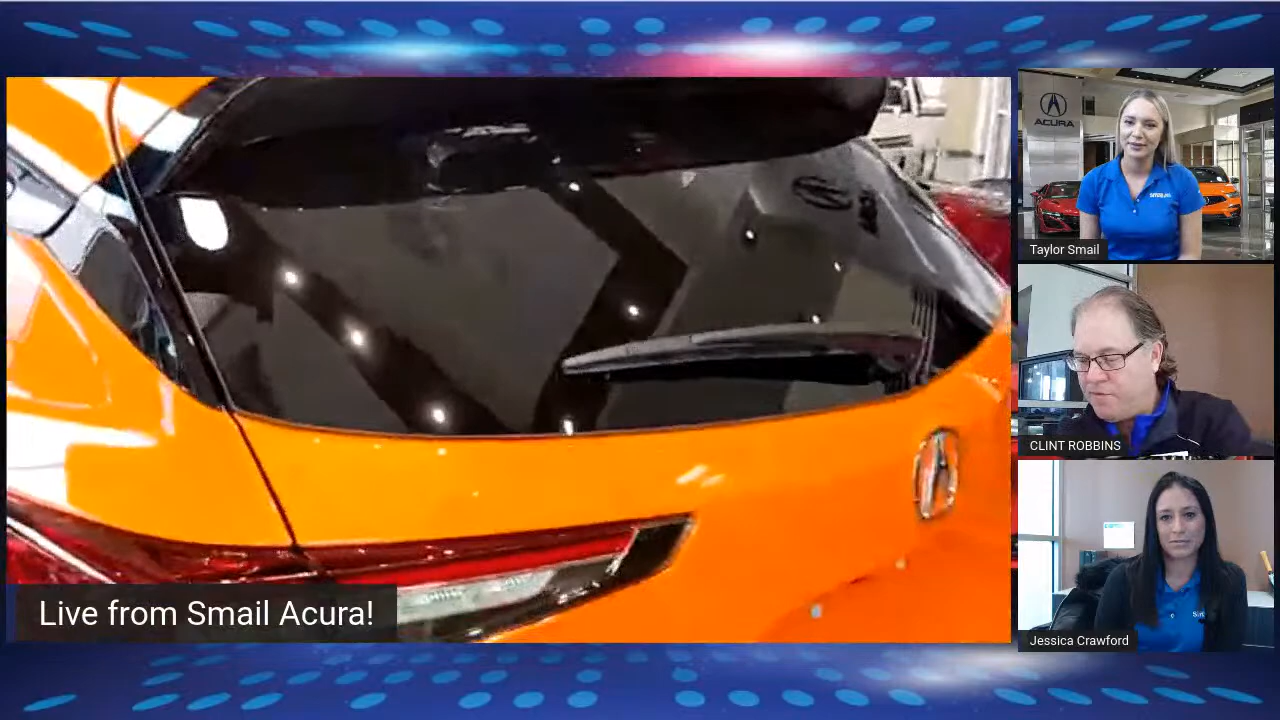 Live from Smail Acura!
ACURA
Taylor Smail
CLINT ROBBINS
Jessica Crawford